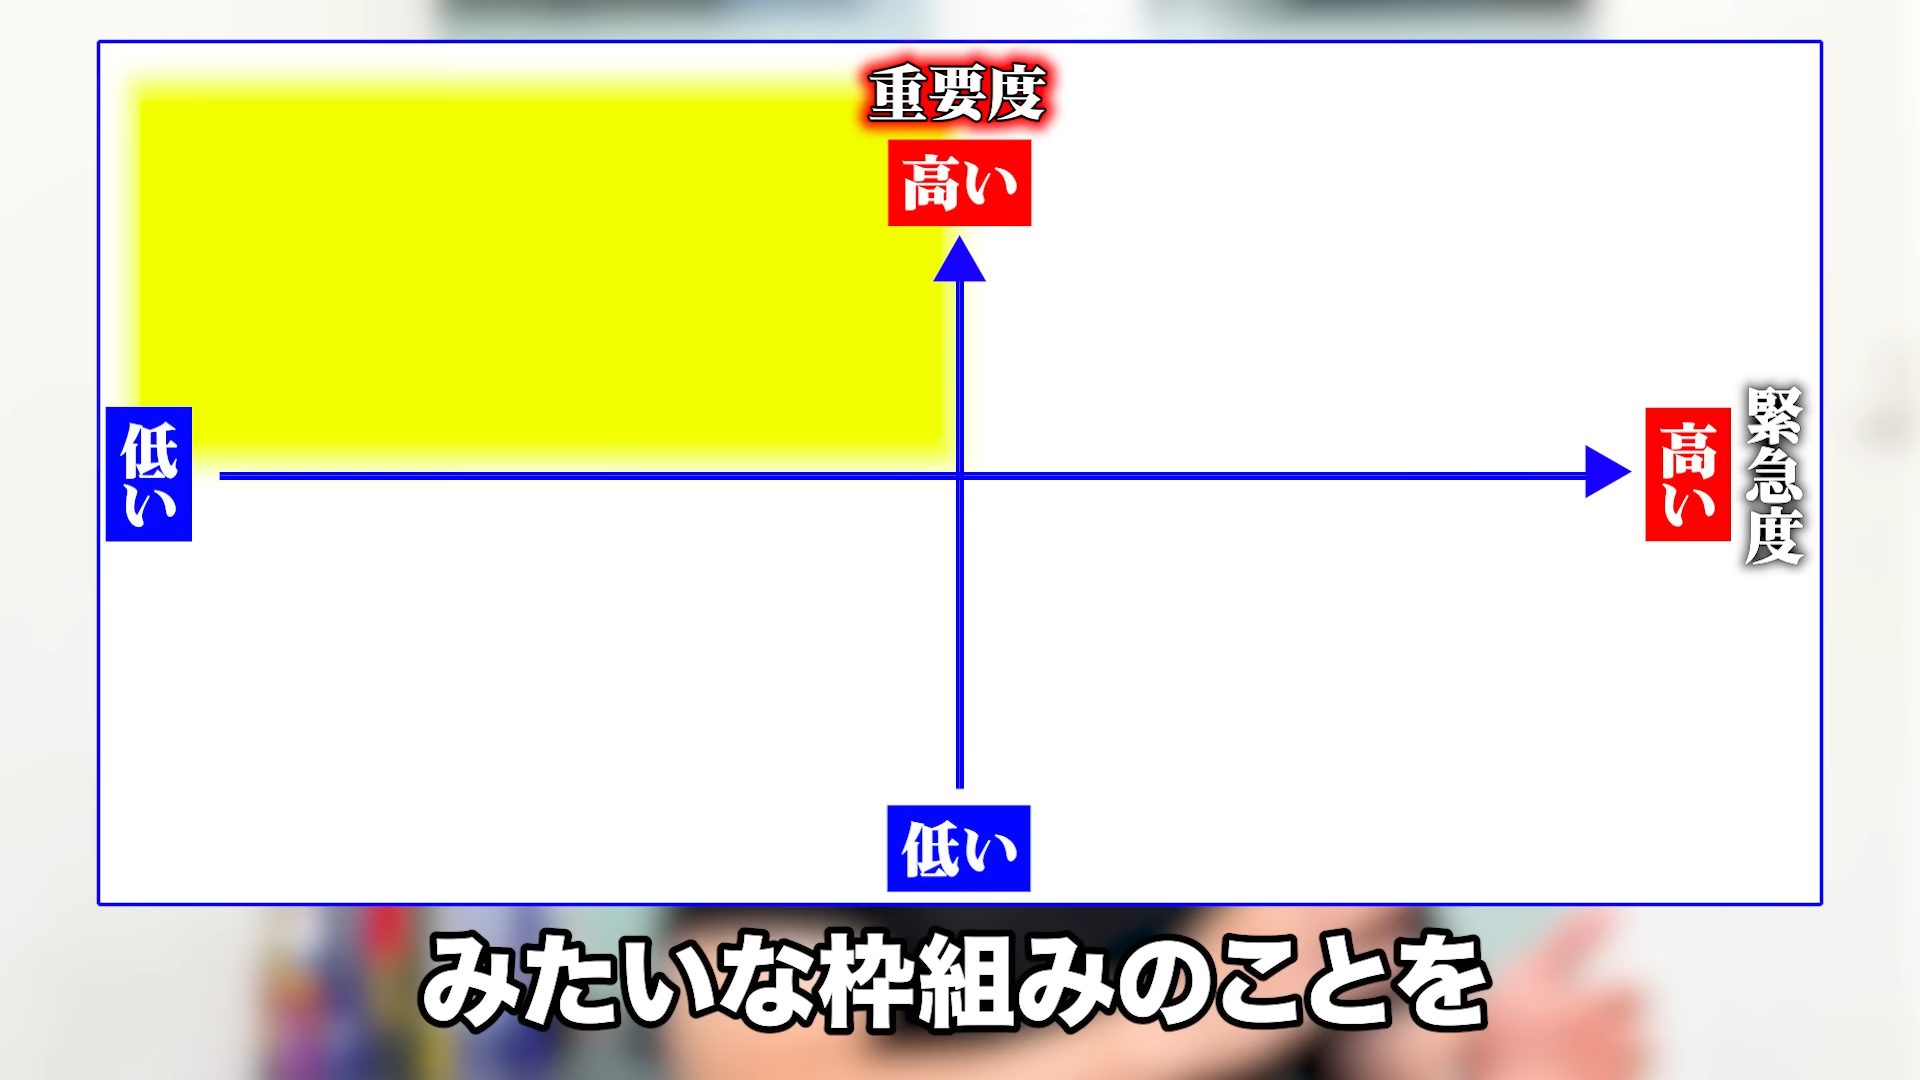 重要度
高い
低い
高い
緊急度
低い
みたいな枠組みのことを